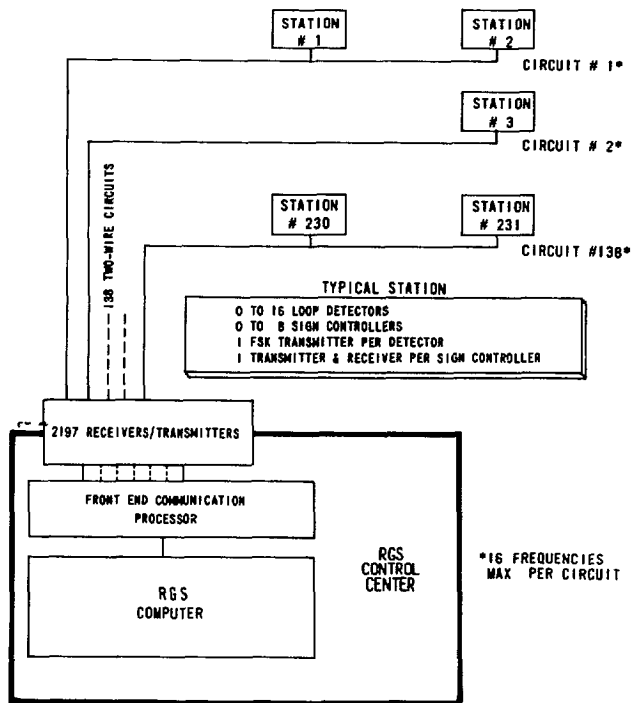 STATION
# 1
STATION
# 2
CIRCUIT # 1*
STATION
# 3
CIRCUIT # 2*
138 TWO-WIRE CIRCUITS
STATION
# 230
STATION
# 231
CIRCUIT #138*
TYPICAL STATION
0 TO 16 LOOP DETECTORS
0 TO 8 SIGN CONTROLLERS
1 FSK TRANSMITTER PER DETECTOR
1 TRANSMITTER & RECEIVER PER SIGN CONTROLLER
2197 RECEIVERS/TRANSMITTERS
FRONT END COMMUNICATION
PROCESSOR
RGS
COMPUTER
RGS
CONTROL
CENTER
*16 FREQUENCIES
MAX PER CIRCUIT